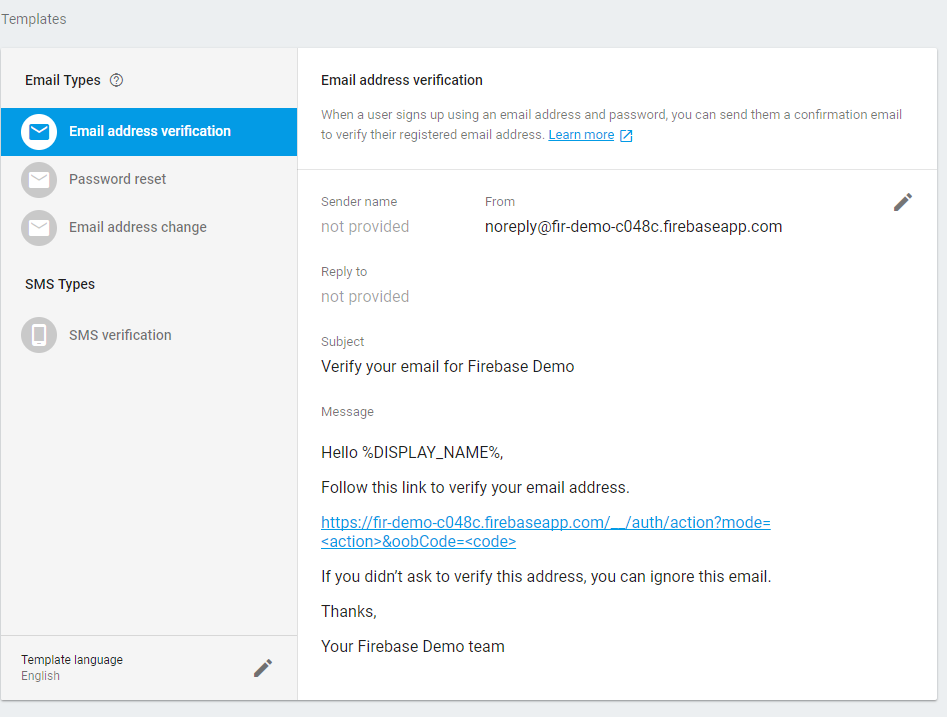 Templates
Email Types
Email address verification
Password reset
Email address change
SMS Types
SMS verification
Template language
English
Email address verification
When a user signs up using an email address and password, you can send them a confirmation email
to verify their registered email address. Learn more
Sender name
not provided
From
noreply@fir-demo-c048c.firebaseapp.com
Reply to
not provided
Subject
Verify your email for Firebase Demo
Message
Hello %DISPLAY_NAME%,
Follow this link to verify your email address.
https://fir-demo-c048c.firebaseapp.com/__/auth/action?mode=
<action>&oobCode=<code>
If you didn’t ask to verify this address, you can ignore this email.
Thanks,
Your Firebase Demo team